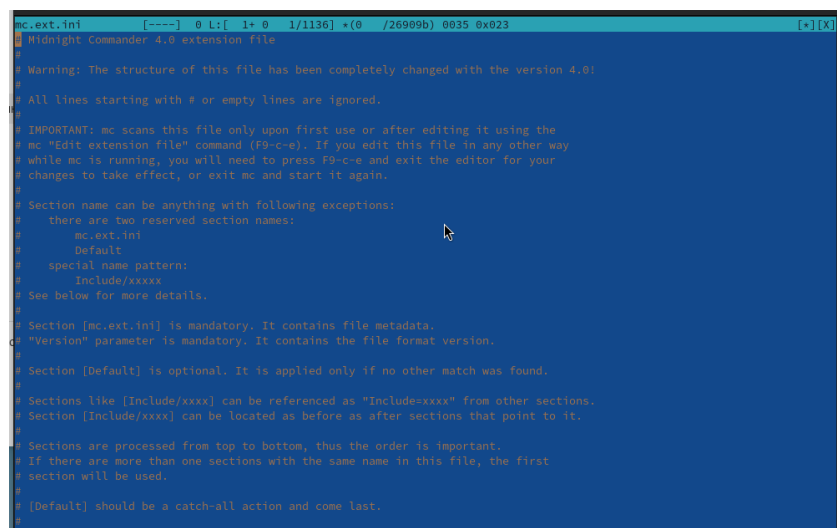 mc.ext.ini [----] 0 L:[ 1+ 0 1/1136] *(0 /26909b) 0035 0x023 [*][X]
# Midnight Commander 4.0 extension file
#
# Warning: The structure of this file has been completely changed with the version 4.0!
#
# All lines starting with # or empty lines are ignored.
#
# IMPORTANT: mc scans this file only upon first use or after editing it using the
# mc "Edit extension file" command (F9-c-e). If you edit this file in any other way
# while mc is running, you will need to press F9-c-e and exit the editor for your
# changes to take effect, or exit mc and start it again.
#
# Section name can be anything with following exceptions:
#    there are two reserved section names:
#        mc.ext.ini
#        Default
#    special name pattern:
#        Include/xxxxx
# See below for more details.
#
# Section [mc.ext.ini] is mandatory. It contains file metadata.
# "Version" parameter is mandatory. It contains the file format version.
#
# Section [Default] is optional. It is applied only if no other match was found.
#
# Sections like [Include/xxxx] can be referenced as "Include=xxxx" from other sections.
# Section [Include/xxxx] can be located as before as after sections that point to it.
#
# Sections are processed from top to bottom, thus the order is important.
# If there are more than one sections with the same name in this file, the first
# section will be used.
#
# [Default] should be a catch-all action and come last.
#